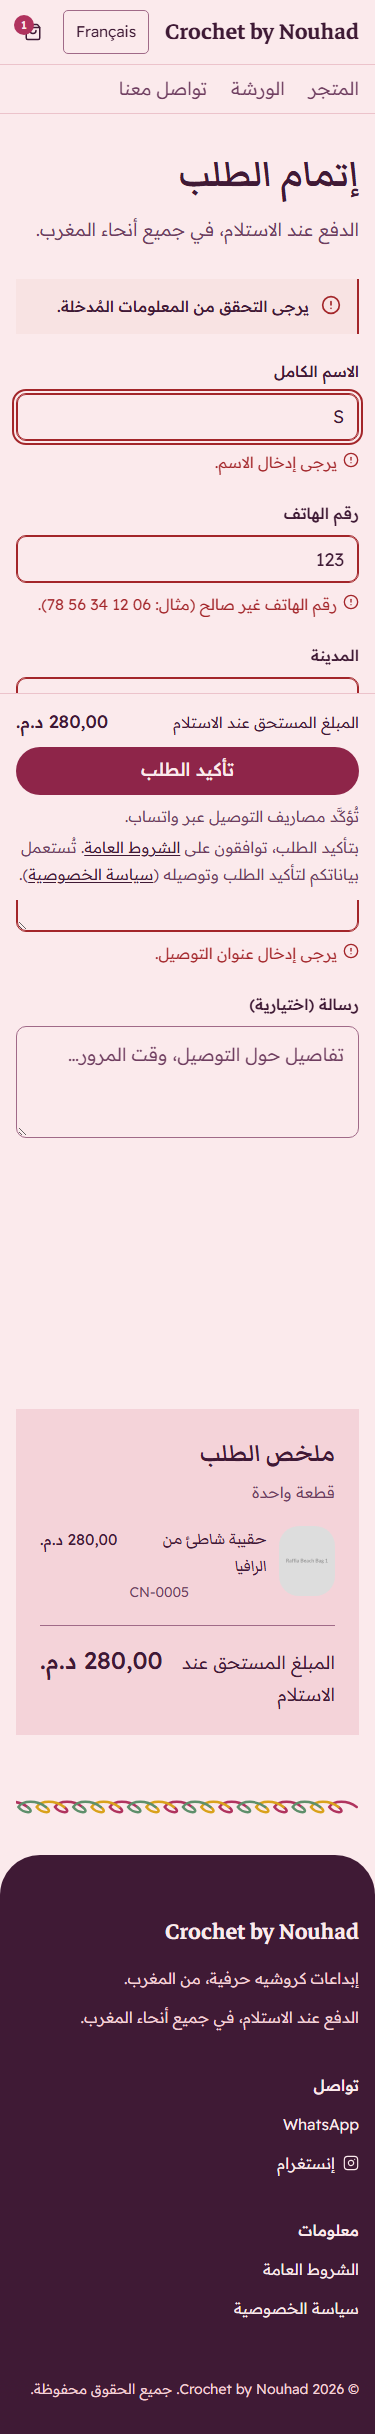 Crochet by Nouhad
Français
1
المتجر
الورشة
تواصل معنا
إتمام الطلب
الدفع عند الاستلام، في جميع أنحاء المغرب.
يرجى التحقق من المعلومات المُدخلة.
الاسم الكامل
S
يرجى إدخال الاسم.
رقم الهاتف
123
رقم الهاتف غير صالح (مثال: 06 12 34 56 78).
المدينة
المبلغ المستحق عند الاستلام
280,00 د.م.
تأكيد الطلب
تُؤكَّد مصاريف التوصيل عبر واتساب.
بتأكيد الطلب، توافقون على الشروط العامة. تُستعمل
بياناتكم لتأكيد الطلب وتوصيله (سياسة الخصوصية).
يرجى إدخال عنوان التوصيل.
رسالة (اختيارية)
تفاصيل حول التوصيل، وقت المرور...
ملخص الطلب
قطعة واحدة
Raffia Beach Bag 1
حقيبة شاطئ من
الرافيا
280,00 د.م.
CN-0005
المبلغ المستحق عند
الاستلام
280,00 د.م.
Crochet by Nouhad
إبداعات كروشيه حرفية، من المغرب.
الدفع عند الاستلام، في جميع أنحاء المغرب.
تواصل
WhatsApp
إنستغرام
معلومات
الشروط العامة
سياسة الخصوصية
© 2026 Crochet by Nouhad. جميع الحقوق محفوظة.